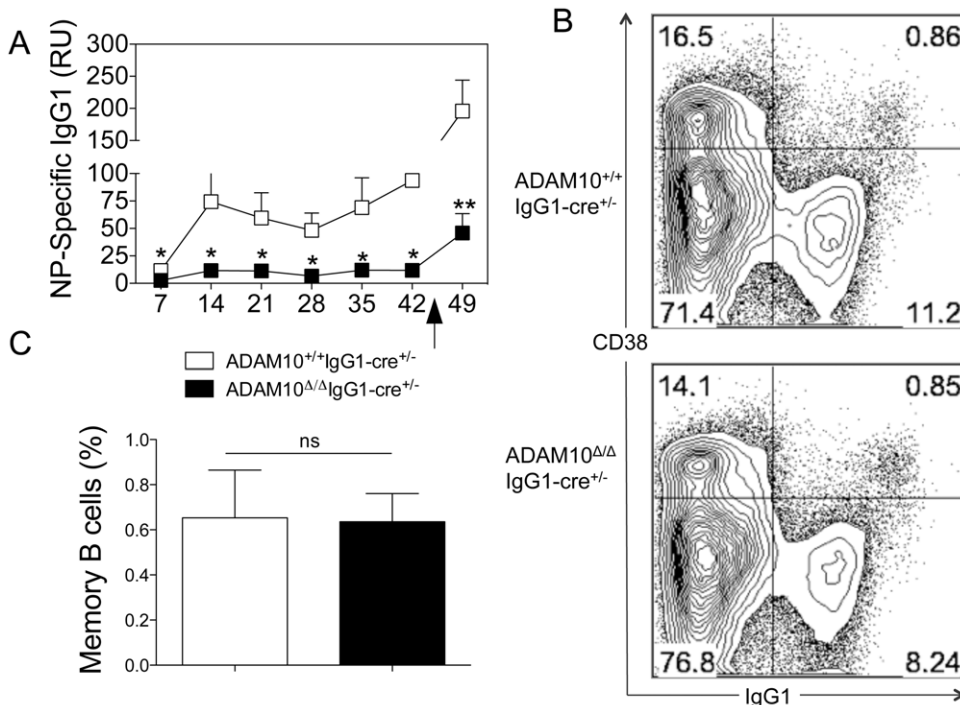 A
NP-Specific IgG1 (RU)
300
250
200
150
100
75
50
25
0
* * * * * * **
7 14 21 28 35 42 49
B
16.5 0.86
71.4 11.2
ADAM10+/+
IgG1-cre+/-
CD38
14.1 0.85
76.8 8.24
ADAM10Δ/Δ
IgG1-cre+/-
IgG1
C
ADAM10+/+IgG1-cre+/-
ADAM10Δ/ΔIgG1-cre+/-
Memory B cells (%)
1.0
0.8
0.6
0.4
0.2
0.0
ns